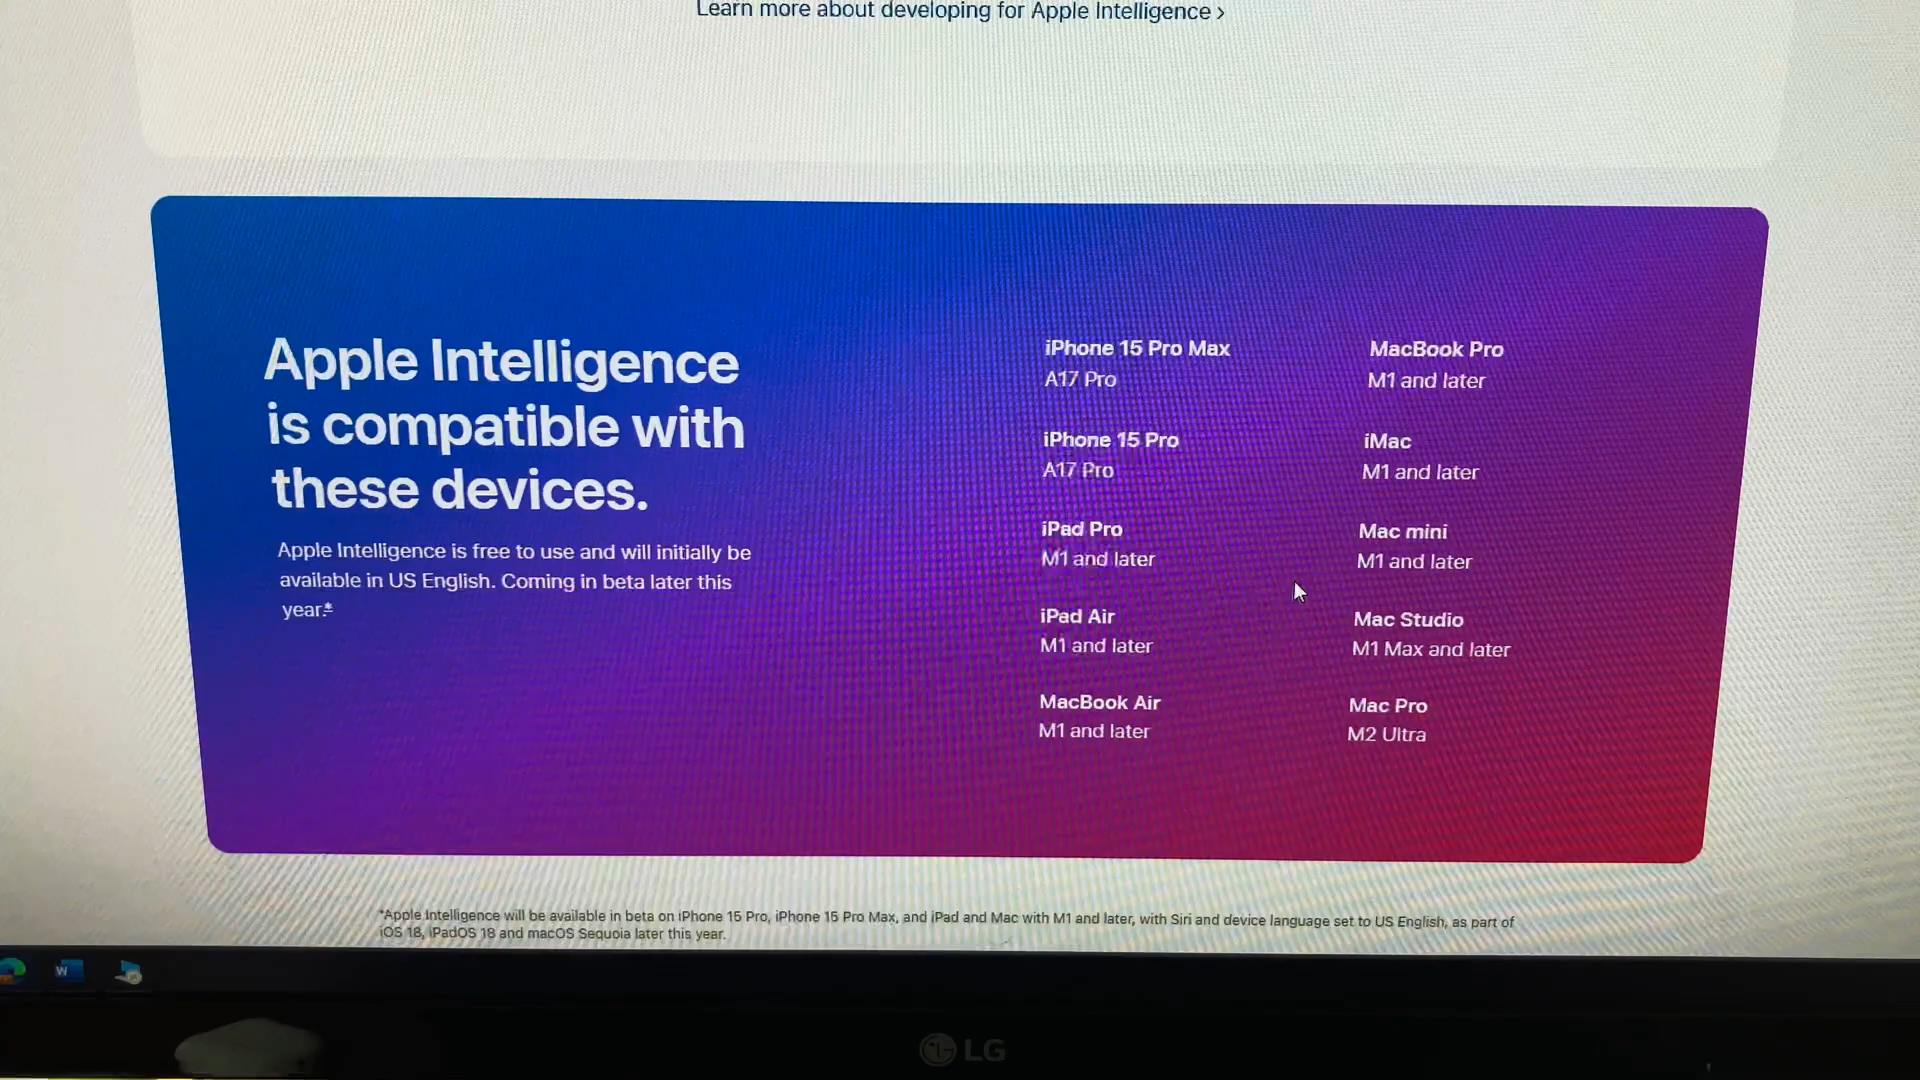 Learn more about developing for Apple Intelligence >
Apple Intelligence
is compatible with
these devices.
Apple Intelligence is free to use and will initially be
available in US English. Coming in beta later this
year.*
iPhone 15 Pro Max
A17 Pro
iPhone 15 Pro
A17 Pro
iPad Pro
M1 and later
iPad Air
M1 and later
MacBook Air
M1 and later
MacBook Pro
M1 and later
iMac
M1 and later
Mac mini
M1 and later
Mac Studio
M1 Max and later
Mac Pro
M2 Ultra
*Apple Intelligence will be available in beta on iPhone 15 Pro, iPhone 15 Pro Max, and iPad and Mac with M1 and later, with Siri and device language set to US English, as part of
iOS 18, iPadOS 18 and macOS Sequoia later this year.
W
LG